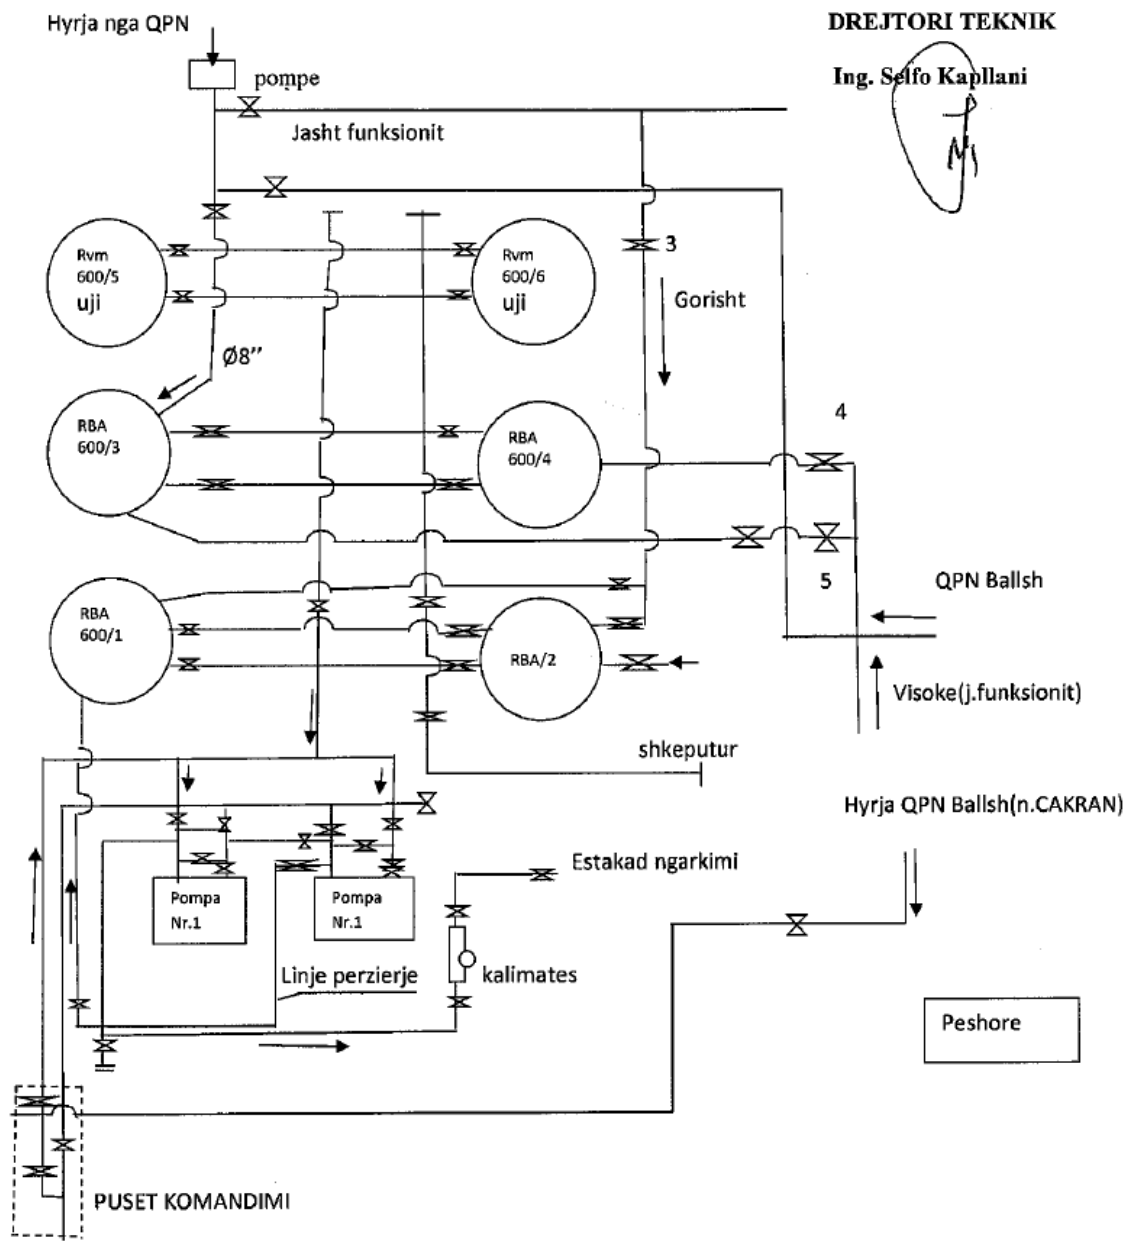 Hyrja nga QPN
DREJTORI TEKNIK
Ing. Selfo Kapllani
pompe
Jasht funksionit
3
Rvm
600/5
uji
Rvm
600/6
uji
Gorisht
Ø8’’
RBA
600/3
RBA
600/4
4
5
QPN Ballsh
RBA
600/1
RBA/2
Visoke(j.funksionit)
shkeputur
Hyrja QPN Ballsh(n.CAKRAN)
Estakad ngarkimi
Pompa
Nr.1
Pompa
Nr.1
Linje perzierje
kalimates
Peshore
PUSET KOMANDIMI